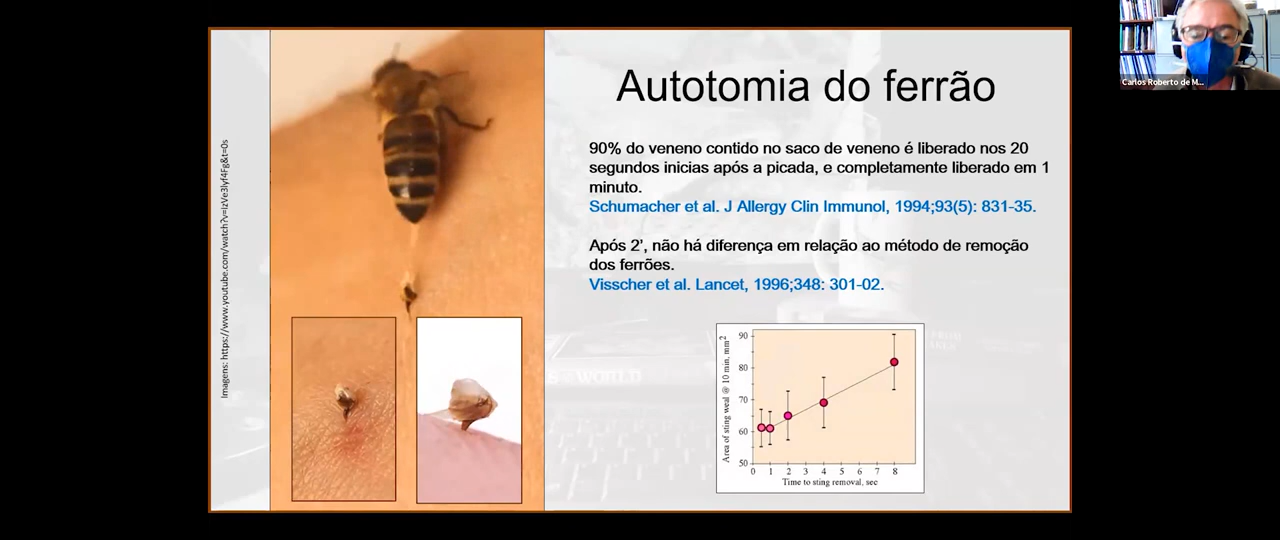 Autotomia do ferrão
90% do veneno contido no saco de veneno é liberado nos 20
segundos inicias após a picada, e completamente liberado em 1
minuto.
Schumacher et al. J Allergy Clin Immunol, 1994;93(5): 831-35.
Após 2’, não há diferença em relação ao método de remoção
dos ferrões.
Visscher et al. Lancet, 1996;348: 301-02.
Imagens: https://www.youtube.com/watch?v=IzVe3lyf4Fg&t=0s
Area of sting weal @ 10 min, mm²
90
80
70
60
50
0 1 2 3 4 5 6 7 8
Time to sting removal, sec
WORLD
Carlos Roberto de M...